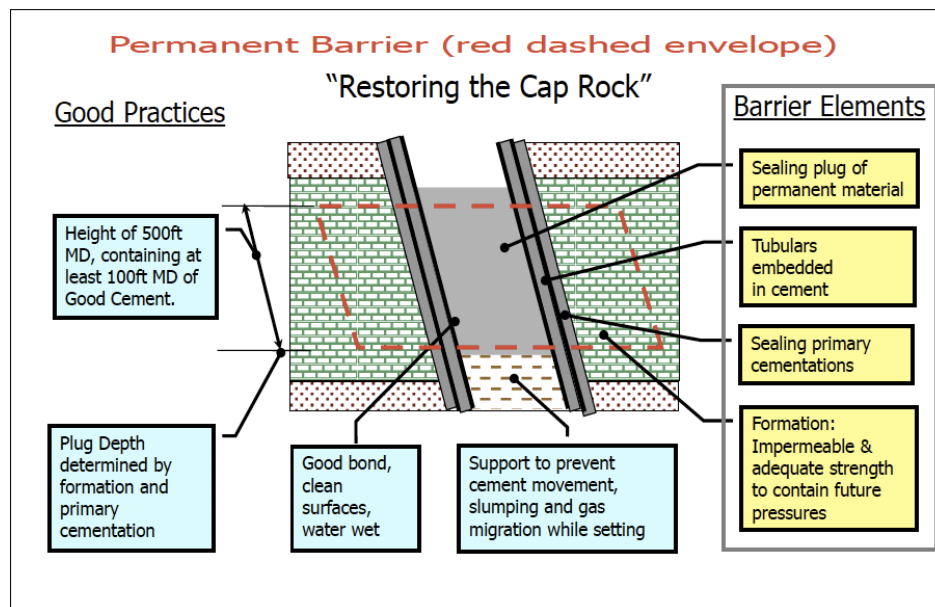 Permanent Barrier (red dashed envelope)
“Restoring the Cap Rock”
Good Practices
Height of 500ft
MD, containing at
least 100ft MD of
Good Cement.
Plug Depth
determined by
formation and
primary
cementation
Good bond,
clean
surfaces,
water wet
Support to prevent
cement movement,
slumping and gas
migration while setting
Barrier Elements
Sealing plug of
permanent material
Tubulars
embedded
in cement
Sealing primary
cementations
Formation:
Impermeable &
adequate strength
to contain future
pressures